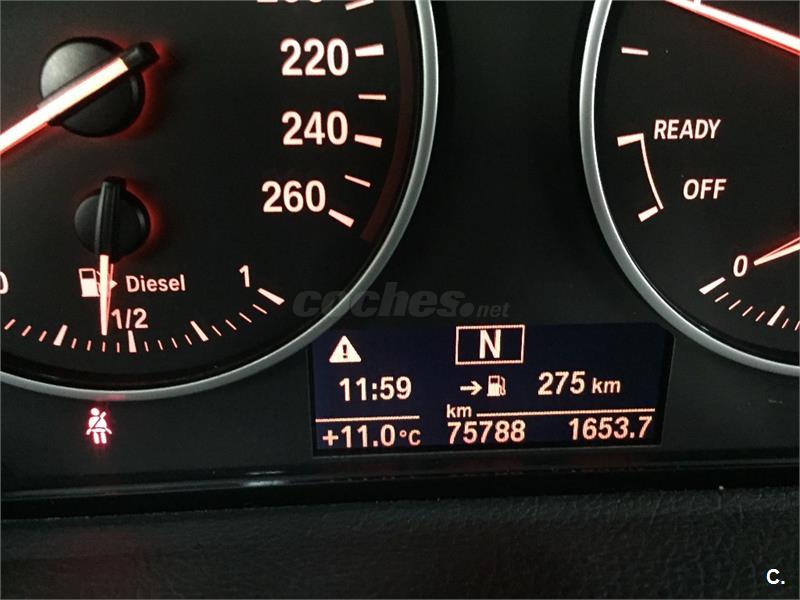 220
240
260
READY
OFF
0
0
Diesel
1
1/2
coches.net
N
11:59
275 km
km
+11.0°C 75788 1653.7
C.